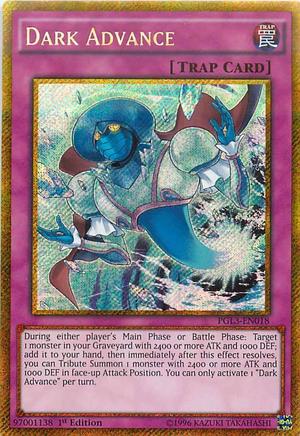 DARK ADVANCE
TRAP
罠
[TRAP CARD]
PGL3-EN018
During either player's Main Phase or Battle Phase: Target
1 monster in your Graveyard with 2400 or more ATK and 1000 DEF;
add it to your hand, then immediately after this effect resolves,
you can Tribute Summon 1 monster with 2400 or more ATK and
1000 DEF in face-up Attack Position. You can only activate 1 "Dark
Advance" per turn.
97001138 1st Edition ©1996 KAZUKI TAKAHASHI